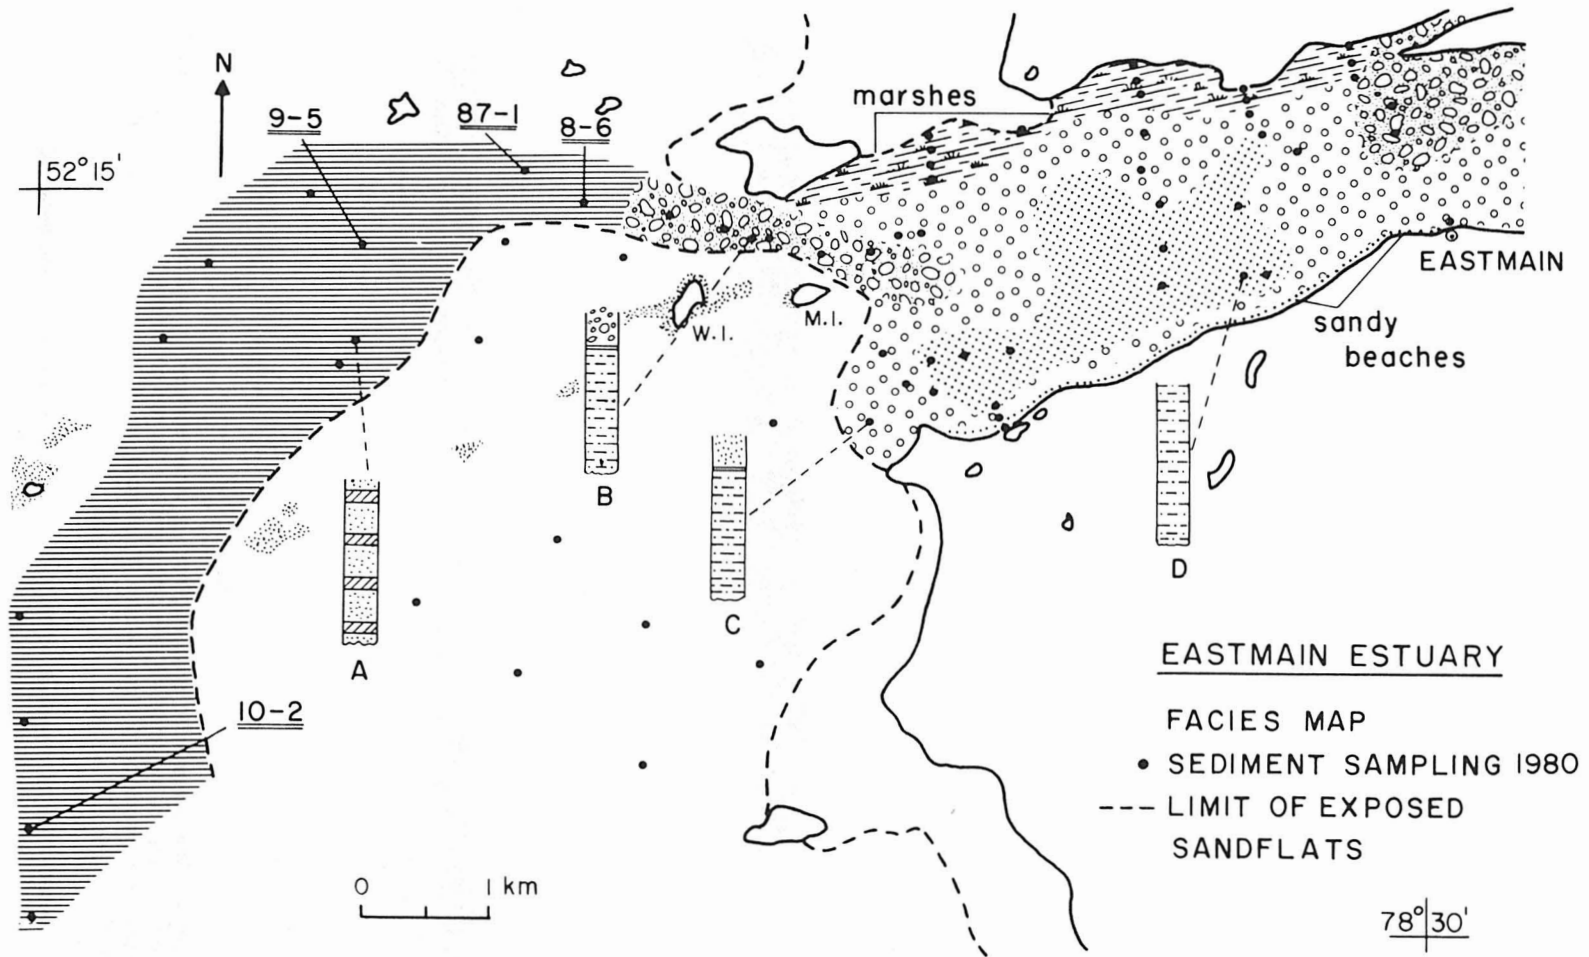 N
9-5
87-1
8-6
marshes
52°15'
EASTMAIN
W.I.
M.I.
sandy
beaches
B
A
C
D
10-2
EASTMAIN ESTUARY
FACIES MAP
SEDIMENT SAMPLING 1980
LIMIT OF EXPOSED
SANDFLATS
0 1 km
78°30'